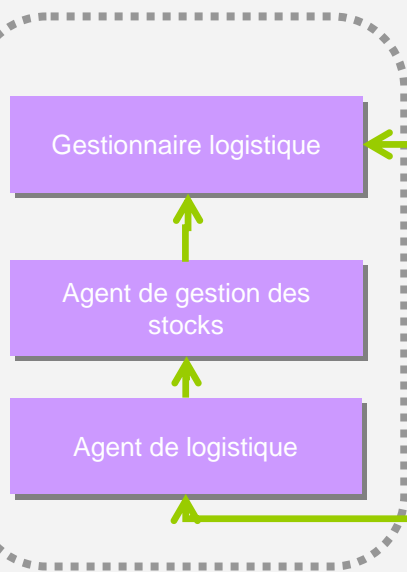 Gestionnaire logistique
Agent de gestion des
stocks
Agent de logistique